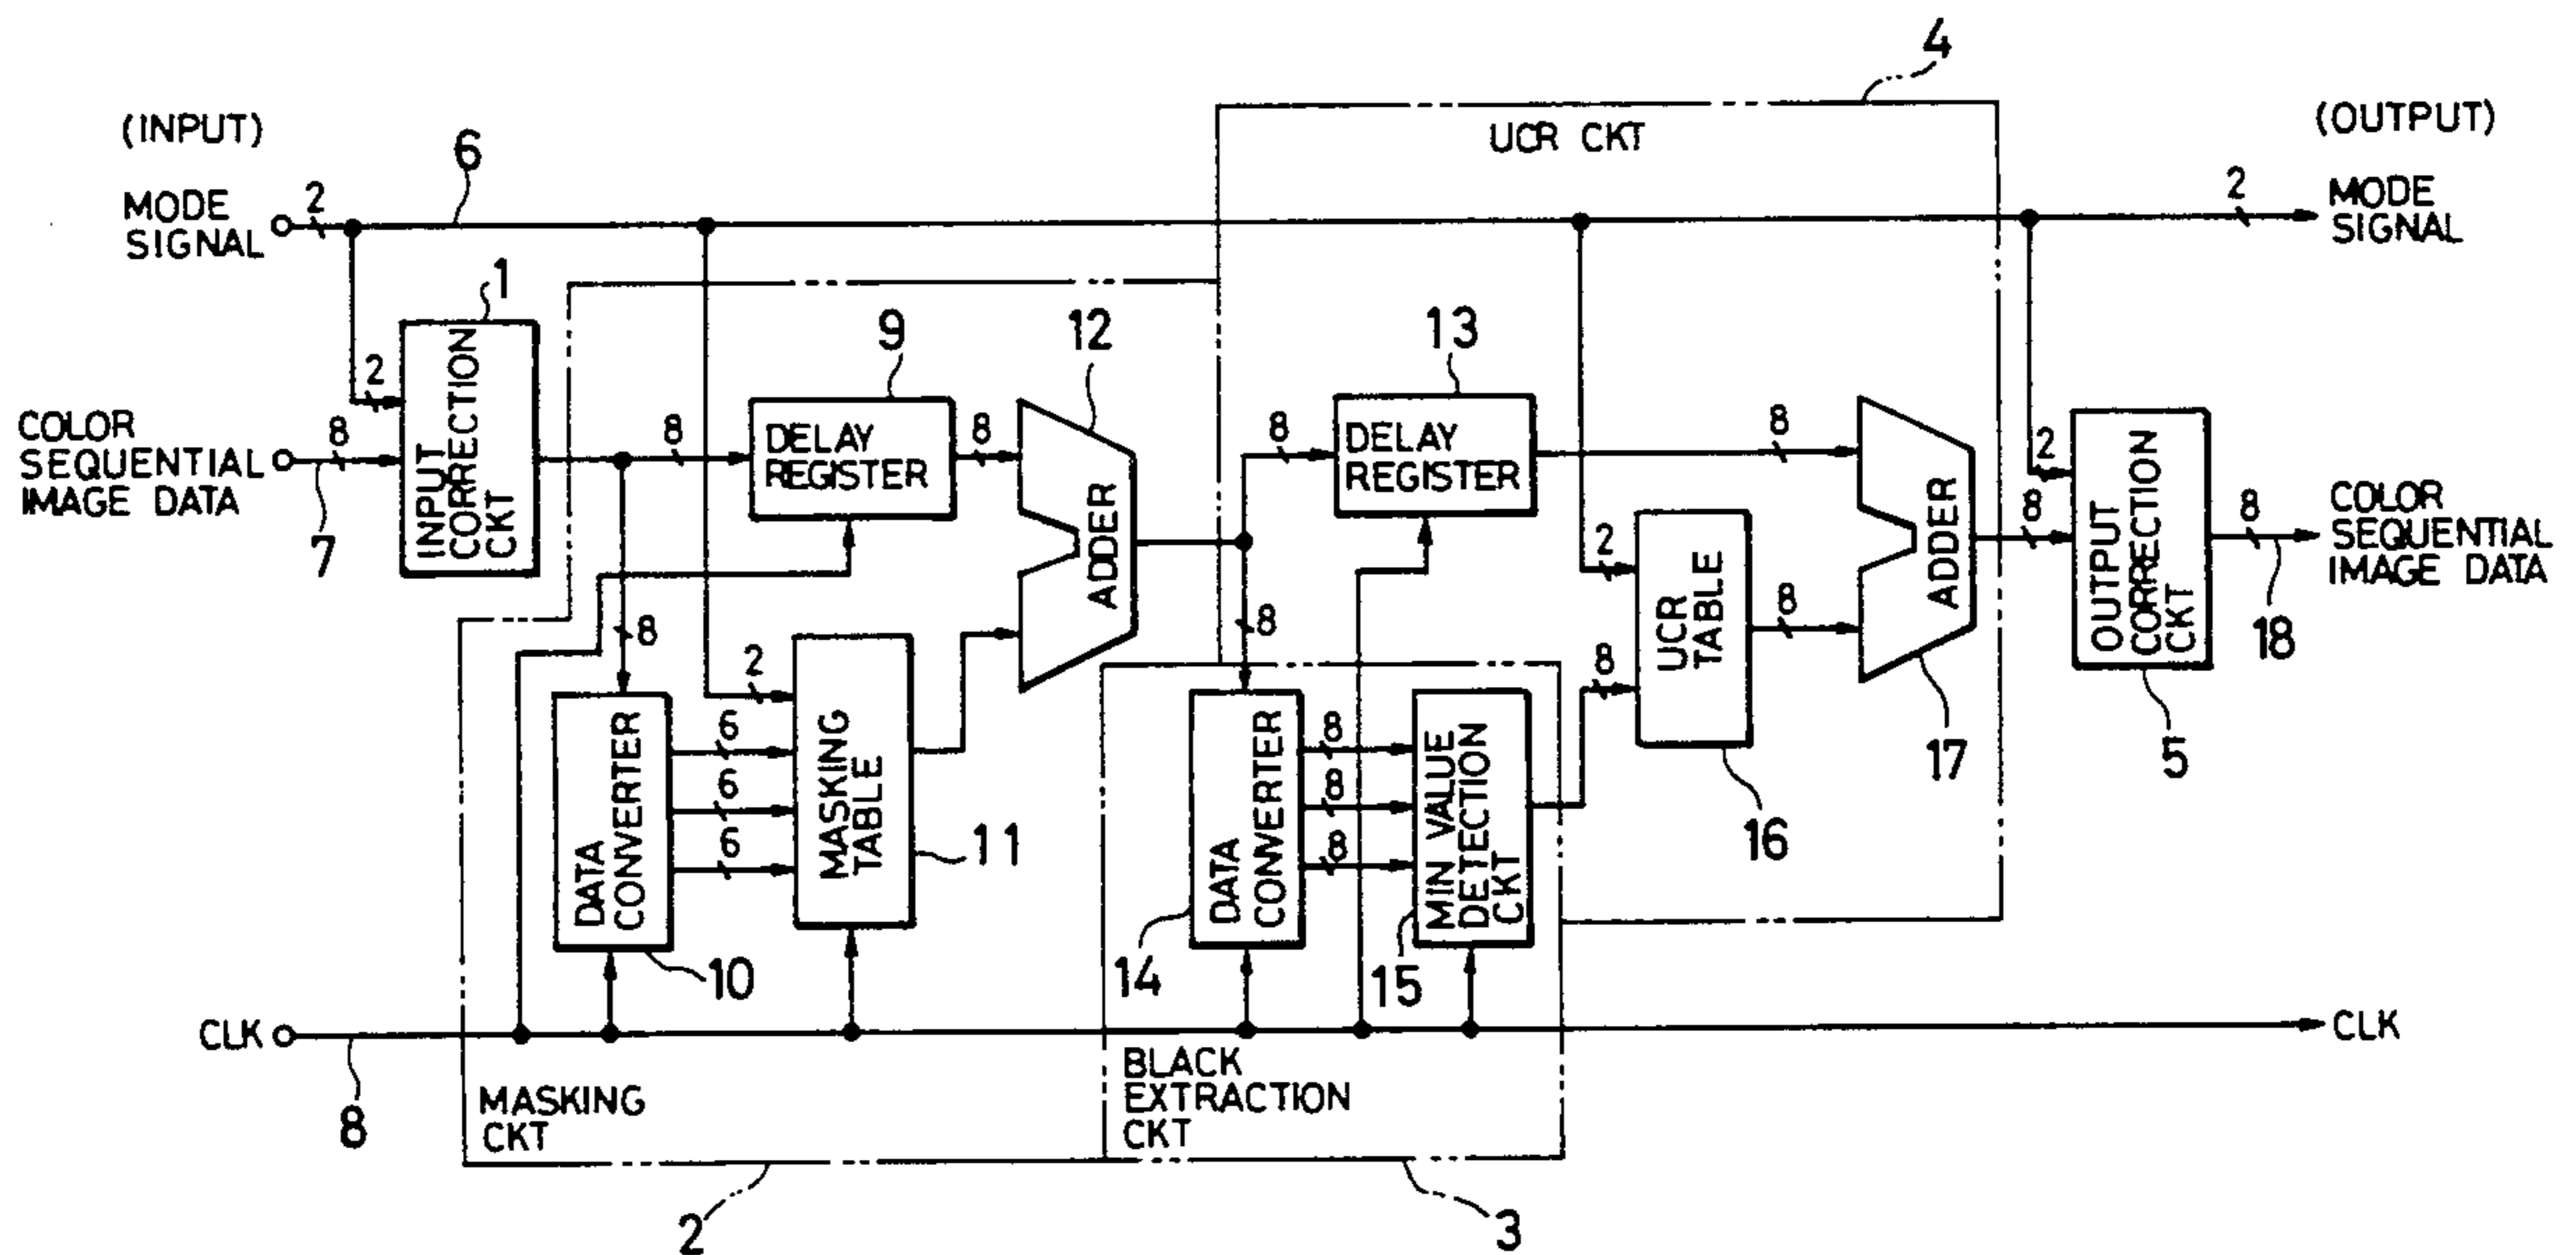 4
(INPUT)
(OUTPUT)
UCR CKT
6
2
2
MODE
SIGNAL
MODE
SIGNAL
1
9
12
13
2
INPUT
CORRECTION
CKT
COLOR
SEQUENTIAL
IMAGE DATA
8
7
8
DELAY
REGISTER
8
ADDER
8
DELAY
REGISTER
8
ADDER
2
8
OUTPUT
CORRECTION
CKT
8
COLOR
SEQUENTIAL
IMAGE DATA
18
5
8
2
6
6
6
DATA
CONVERTER
10
MASKING
TABLE
11
8
DATA
CONVERTER
14
8
8
8
MIN VALUE
DETECTION
CKT
15
2
8
UCR
TABLE
8
16
17
CLK
8
CLK
MASKING
CKT
BLACK
EXTRACTION
CKT
2
3